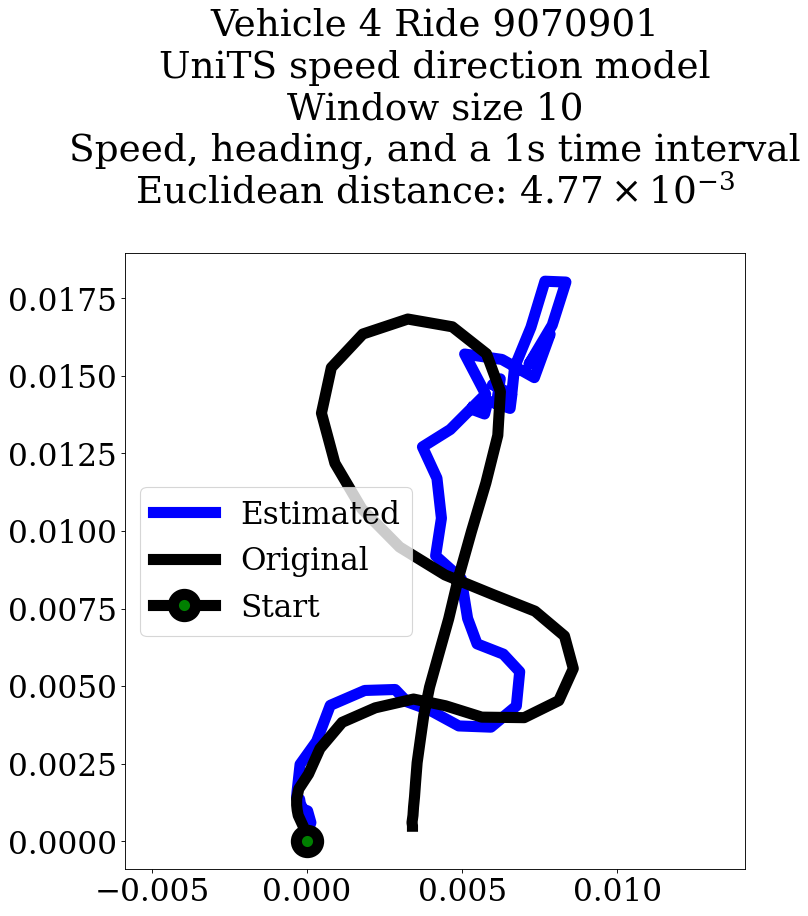 Vehicle 4 Ride 9070901
UniTS speed direction model
Window size 10
Speed, heading, and a 1s time interval
Euclidean distance: 4.77 × 10⁻³
0.0175
0.0150
0.0125
0.0100
0.0075
0.0050
0.0025
0.0000
Estimated
Original
Start
−0.005 0.000 0.005 0.010